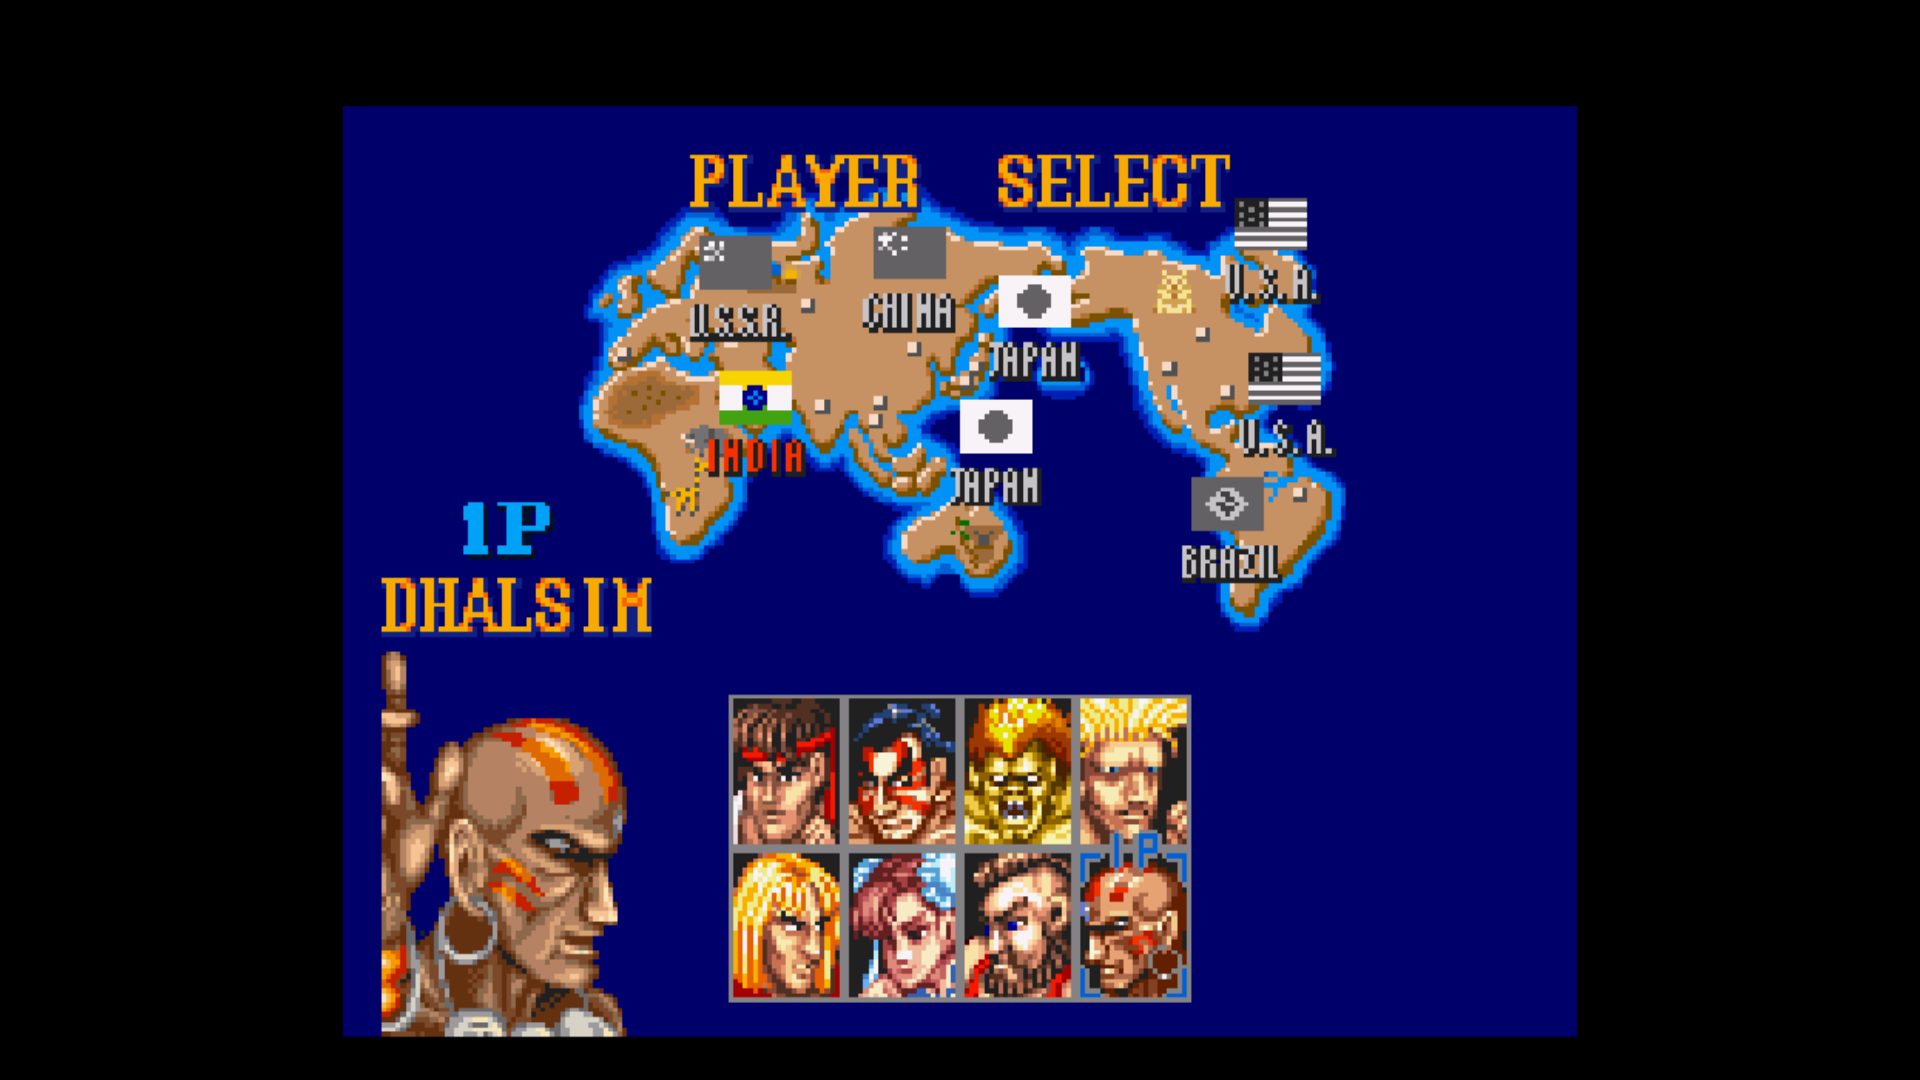 PLAYER SELECT
U.S.A.
U.S.S.R.
CHINA
JAPAN
U.S.A.
INDIA
JAPAN
BRAZIL
1P
DHALSIM
1P